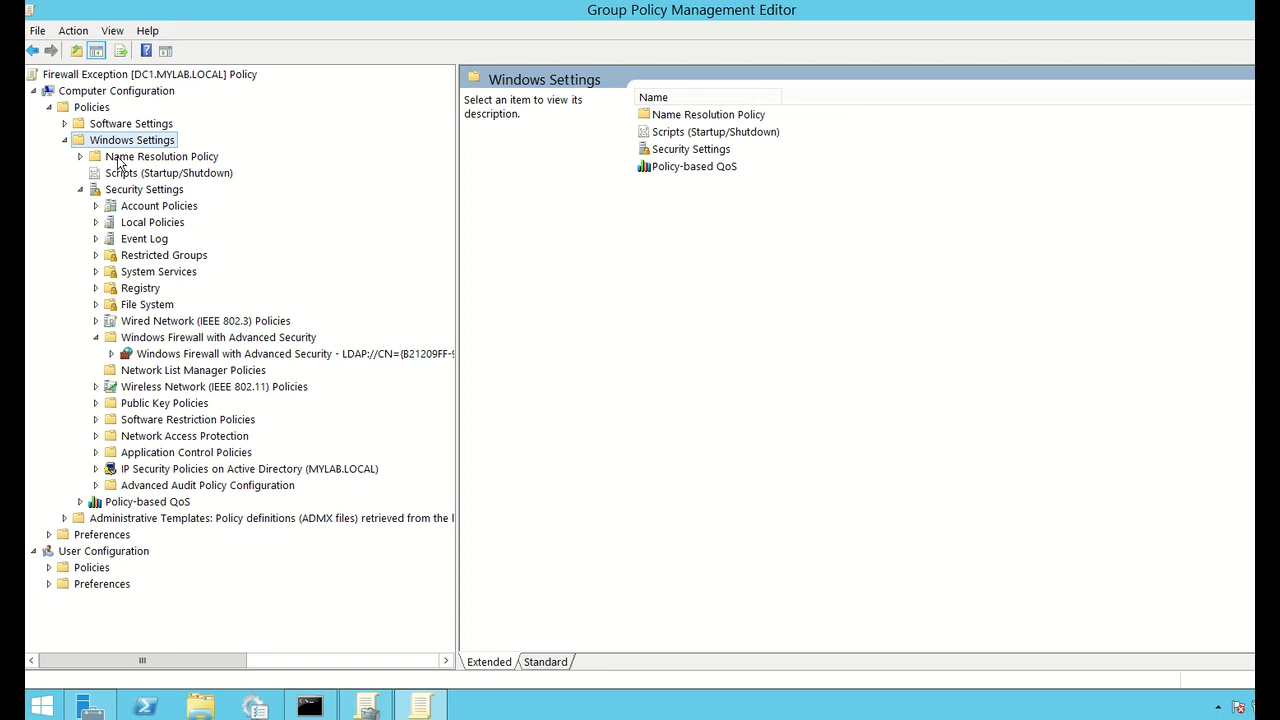 Group Policy Management Editor
File Action View Help
Firewall Exception [DC1.MYLAB.LOCAL] Policy
Computer Configuration
Policies
Software Settings
Windows Settings
Name Resolution Policy
Scripts (Startup/Shutdown)
Security Settings
Account Policies
Local Policies
Event Log
Restricted Groups
System Services
Registry
File System
Wired Network (IEEE 802.3) Policies
Windows Firewall with Advanced Security
Windows Firewall with Advanced Security - LDAP://CN={B21209FF-9
Network List Manager Policies
Wireless Network (IEEE 802.11) Policies
Public Key Policies
Software Restriction Policies
Network Access Protection
Application Control Policies
IP Security Policies on Active Directory (MYLAB.LOCAL)
Advanced Audit Policy Configuration
Policy-based QoS
Administrative Templates: Policy definitions (ADMX files) retrieved from the l
Preferences
User Configuration
Policies
Preferences
Windows Settings
Select an item to view its
description.
Name
Name Resolution Policy
Scripts (Startup/Shutdown)
Security Settings
Policy-based QoS
Extended Standard